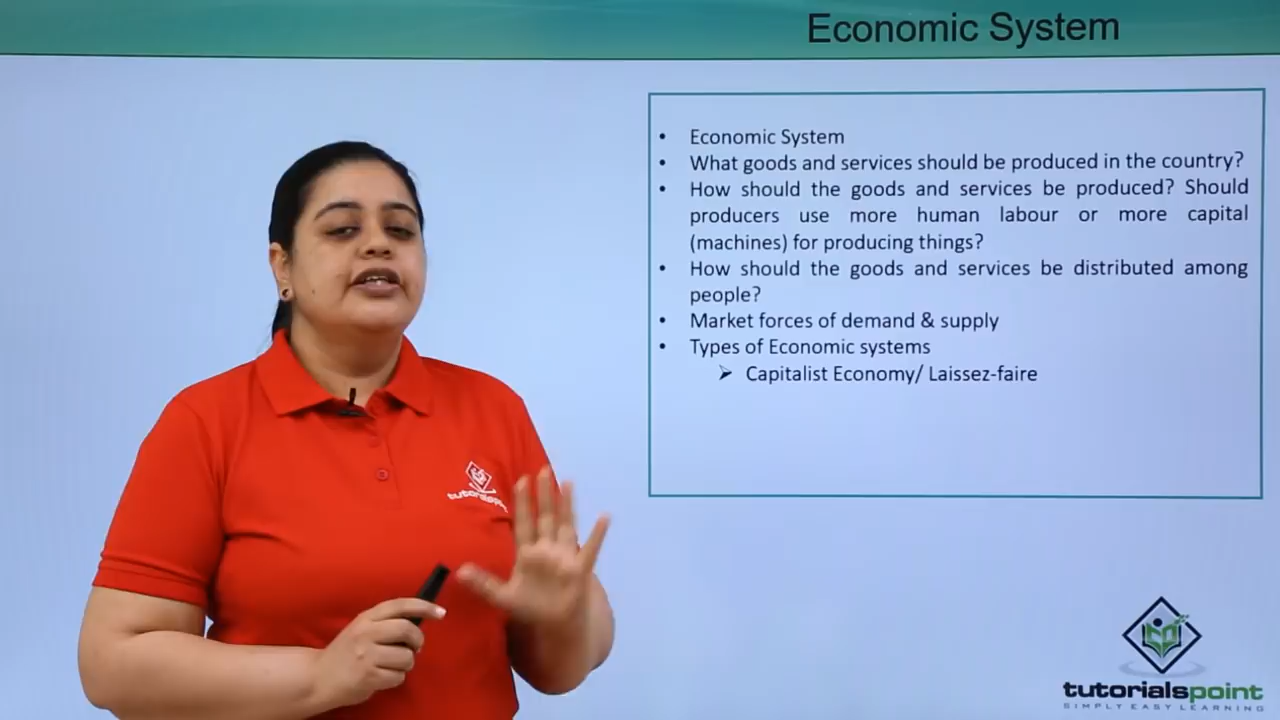 Economic System
• Economic System
• What goods and services should be produced in the country?
• How should the goods and services be produced? Should
producers use more human labour or more capital
(machines) for producing things?
• How should the goods and services be distributed among
people?
• Market forces of demand & supply
• Types of Economic systems
➢ Capitalist Economy/ Laissez-faire
tutorialspoint
tutorialspoint
SIMPLY EASY LEARNING